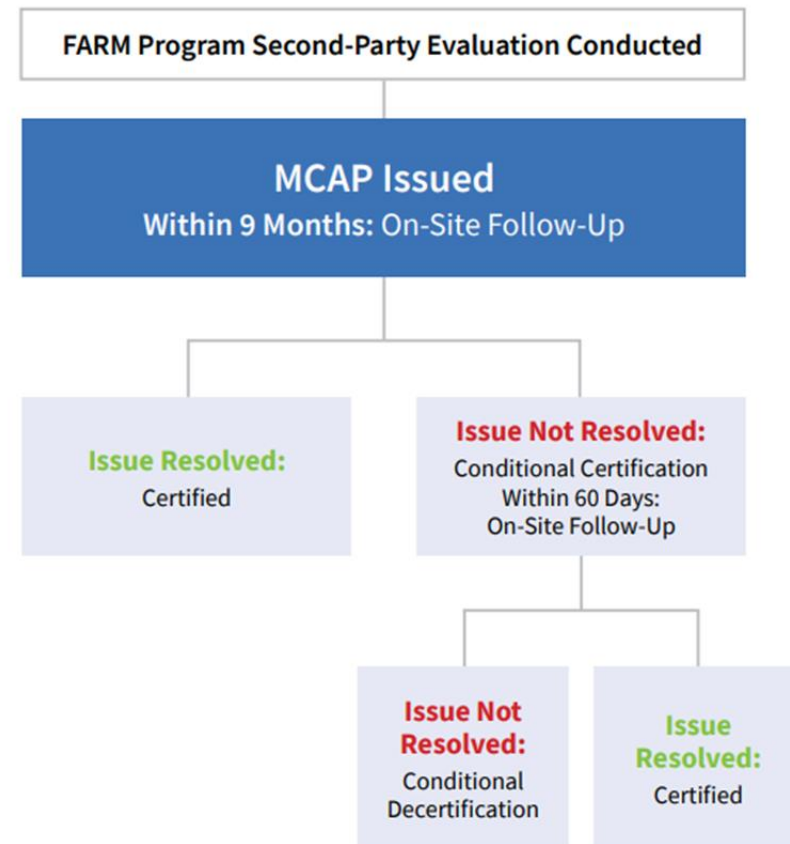 FARM Program Second-Party Evaluation Conducted
MCAP Issued
Within 9 Months: On-Site Follow-Up
Issue Resolved:
Certified
Issue Not Resolved:
Conditional Certification
Within 60 Days:
On-Site Follow-Up
Issue Not
Resolved:
Conditional
Decertification
Issue
Resolved:
Certified